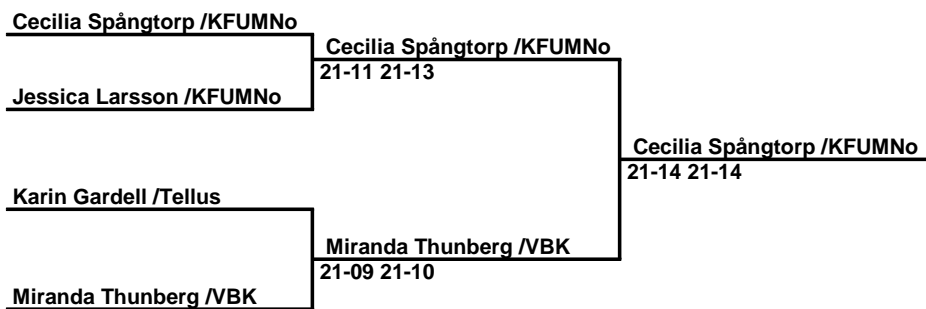 Cecilia Spångtorp /KFUMNo
Cecilia Spångtorp /KFUMNo
21-11 21-13
Jessica Larsson /KFUMNo
Cecilia Spångtorp /KFUMNo
21-14 21-14
Karin Gardell /Tellus
Miranda Thunberg /VBK
21-09 21-10
Miranda Thunberg /VBK